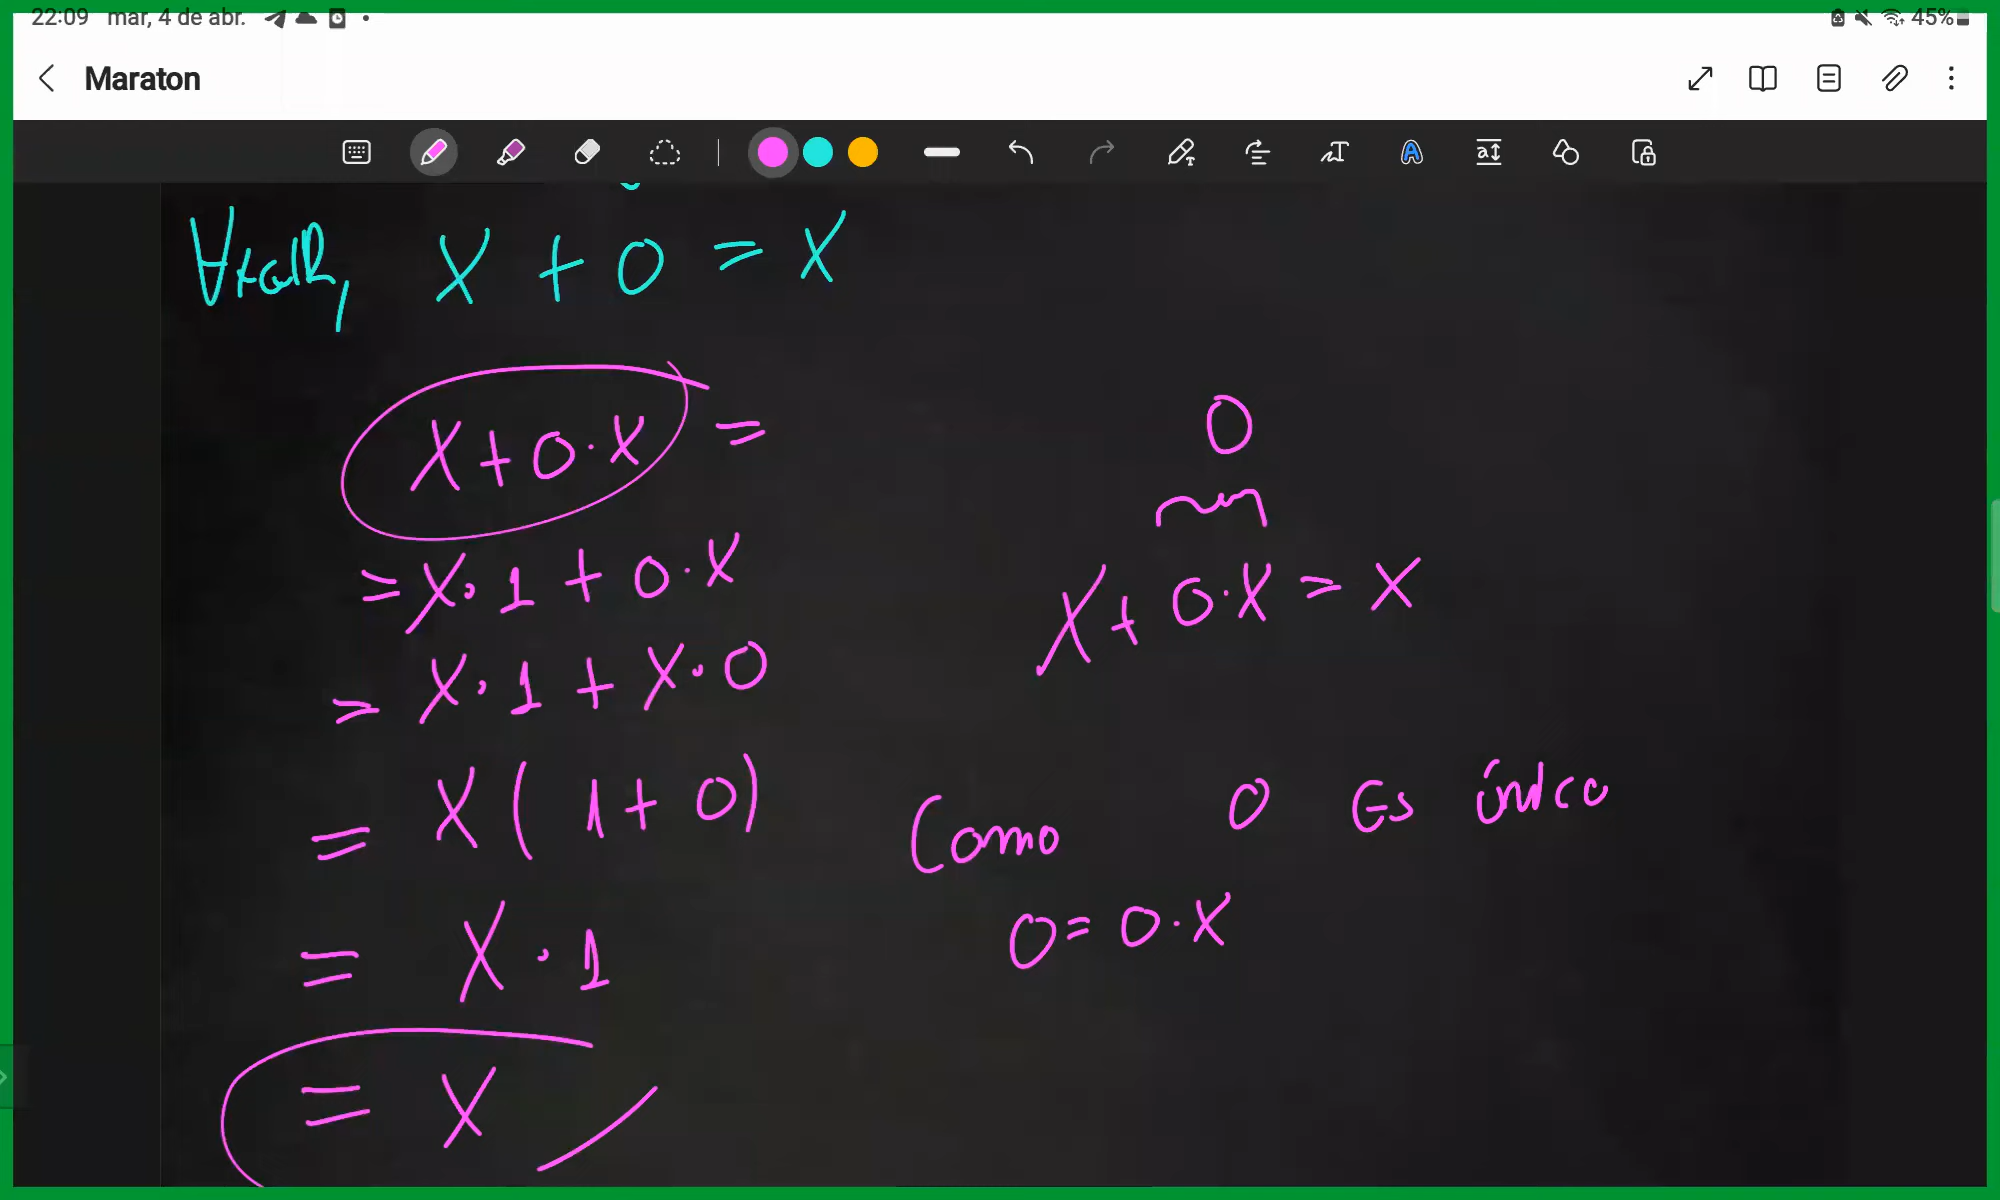 22:09 mar, 4 de abr.
45%
Maraton
∀x∈ℝ, x + 0 = x
x + 0·x =
= x·1 + 0·x
= x·1 + x·0
= x(1 + 0)
= x·1
= x
0
x + 0·x = x
Como 0 Es único
0 = 0·x